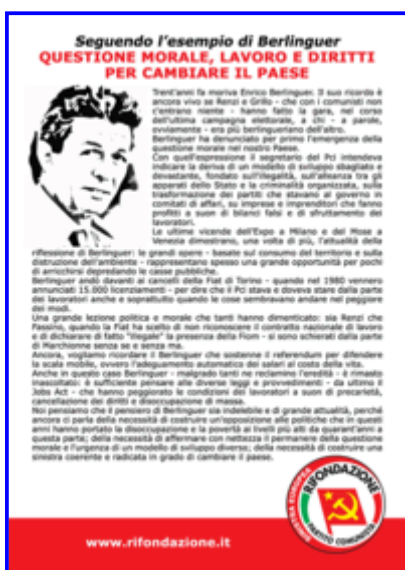 Seguendo l'esempio di Berlinguer
QUESTIONE MORALE, LAVORO E DIRITTI
PER CAMBIARE IL PAESE
Trent'anni fa moriva Enrico Berlinguer. Il suo ricordo è
ancora vivo se Renzi e Grillo - che con i comunisti non
c'entrano niente - hanno fatto la gara, nel corso
dell'ultima campagna elettorale, a chi - a parole,
ovviamente - era più berlingueriano dell'altro.
Berlinguer ha denunciato per primo l'emergenza della
questione morale nel nostro Paese.
Con quell'espressione il segretario del Pci intendeva
indicare la deriva di un modello di sviluppo sbagliato e
devastante, fondato sull'illegalità, sull'alleanza tra gli
apparati dello Stato e la criminalità organizzata, sulla
trasformazione dei partiti che stavano al governo in
comitati di affari, su imprese e imprenditori che fanno
profitti a suon di bilanci falsi e di sfruttamento dei
lavoratori.
Le ultime vicende dell'Expo a Milano e del Mose a
Venezia dimostrano, una volta di più, l'attualità della
riflessione di Berlinguer: le grandi opere - basate sul consumo del territorio e sulla
distruzione dell'ambiente - rappresentano spesso una grande opportunità per pochi
di arricchirsi depredando le casse pubbliche.
Berlinguer andò davanti ai cancelli della Fiat di Torino - quando nel 1980 vennero
annunciati 15.000 licenziamenti - per dire che il Pci stava e doveva stare dalla parte
dei lavoratori anche e soprattutto quando le cose sembravano andare nel peggiore
dei modi.
Una grande lezione politica e morale che tanti hanno dimenticato: sia Renzi che
Fassino, quando la Fiat ha scelto di non riconoscere il contratto nazionale di lavoro
e di dichiarare di fatto "illegale" la presenza della Fiom - si sono schierati dalla parte
di Marchionne senza se e senza ma.
Ancora, vogliamo ricordare il Berlinguer che sostenne il referendum per difendere
la scala mobile, ovvero l'adeguamento automatico dei salari al costo della vita.
Anche in questo caso Berlinguer - malgrado tanti ne reclamino l'eredità - è rimasto
inascoltato: è sufficiente pensare alle diverse leggi e provvedimenti - da ultimo il
Jobs Act - che hanno peggiorato le condizioni dei lavoratori a suon di precarietà,
cancellazione dei diritti e disoccupazione di massa.
Noi pensiamo che il pensiero di Berlinguer sia indelebile e di grande attualità, perché
ancora ci parla della necessità di costruire un'opposizione alle politiche che in questi
anni hanno portato la disoccupazione e la povertà ai livelli più alti da quarant'anni a
questa parte; della necessità di affermare con nettezza il permanere della questione
morale e l'urgenza di un modello di sviluppo diverso; della necessità di costruire una
sinistra coerente e radicata in grado di cambiare il paese.
SINISTRA EUROPEA
RIFONDAZIONE
PARTITO COMUNISTA
www.rifondazione.it